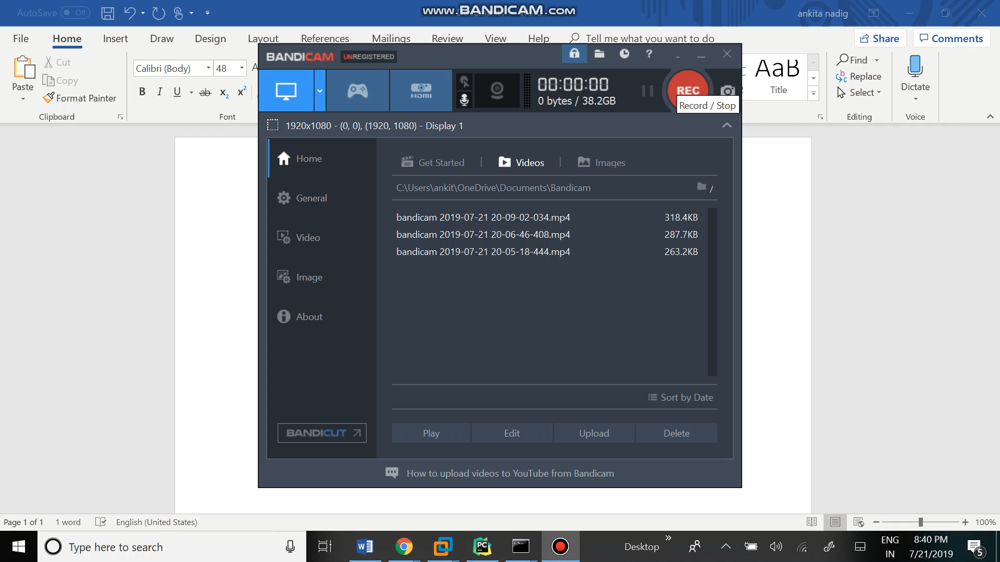 AutoSave Off
WWW.BANDICAM.COM
ankita nadig
File Home Insert Draw Design Layout References Mailings Review View Help Tell me what you want to do
Share Comments
Paste
Cut
Copy
Format Painter
Clipboard
Calibri (Body) 48 A
B I U ab x₂ x²
Font
BANDICAM UNREGISTERED
?
HDMI
00:00:00
0 bytes / 38.2GB
REC
Record / Stop
AaB
Title
Find
Replace
Select
Editing
Dictate
Voice
1920x1080 - (0, 0), (1920, 1080) - Display 1
Home
General
Video
Image
About
BANDICUT
Get Started | Videos | Images
C:\Users\ankit\OneDrive\Documents\Bandicam /
bandicam 2019-07-21 20-09-02-034.mp4 318.4KB
bandicam 2019-07-21 20-06-46-408.mp4 287.7KB
bandicam 2019-07-21 20-05-18-444.mp4 263.2KB
Sort by Date
Play Edit Upload Delete
How to upload videos to YouTube from Bandicam
Page 1 of 1 1 word English (United States) 100%
Type here to search
W
PC
Desktop
ENG
IN
8:40 PM
7/21/2019
5